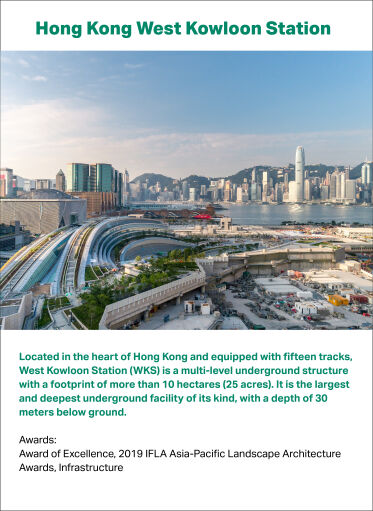 Hong Kong West Kowloon Station
Located in the heart of Hong Kong and equipped with fifteen tracks,
West Kowloon Station (WKS) is a multi-level underground structure
with a footprint of more than 10 hectares (25 acres). It is the largest
and deepest underground facility of its kind, with a depth of 30
meters below ground.
Awards:
Award of Excellence, 2019 IFLA Asia-Pacific Landscape Architecture
Awards, Infrastructure